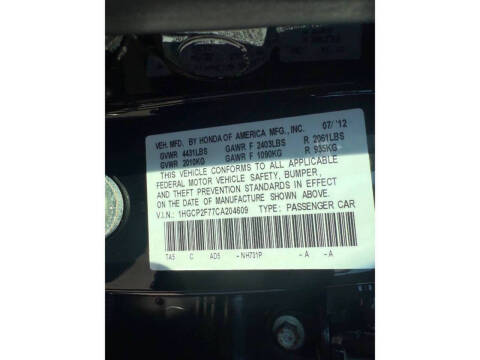 VEH. MFD. BY HONDA OF AMERICA MFG., INC. 07/'12
GVWR 4431LBS GAWR F 2403LBS R 2061LBS
GVWR 2010KG GAWR F 1090KG R 935KG
THIS VEHICLE CONFORMS TO ALL APPLICABLE
FEDERAL MOTOR VEHICLE SAFETY, BUMPER,
AND THEFT PREVENTION STANDARDS IN EFFECT
ON THE DATE OF MANUFACTURE SHOWN ABOVE.
V.I.N.: 1HGCP2F77CA204609 TYPE: PASSENGER CAR
TA5 C AD5 -NH731P -A -A